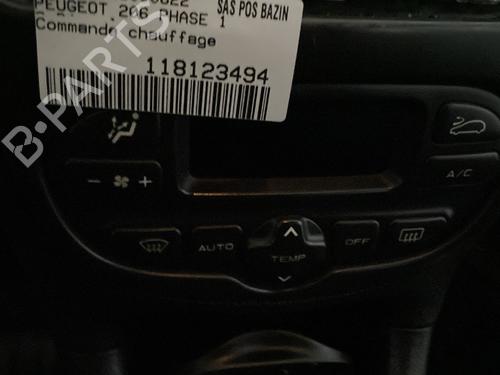 SAS POS BAZIN
PEUGEOT 206 PHASE 1
Commande chauffage
118123494
B-PARTS
A/C
- +
AUTO
TEMP
OFF